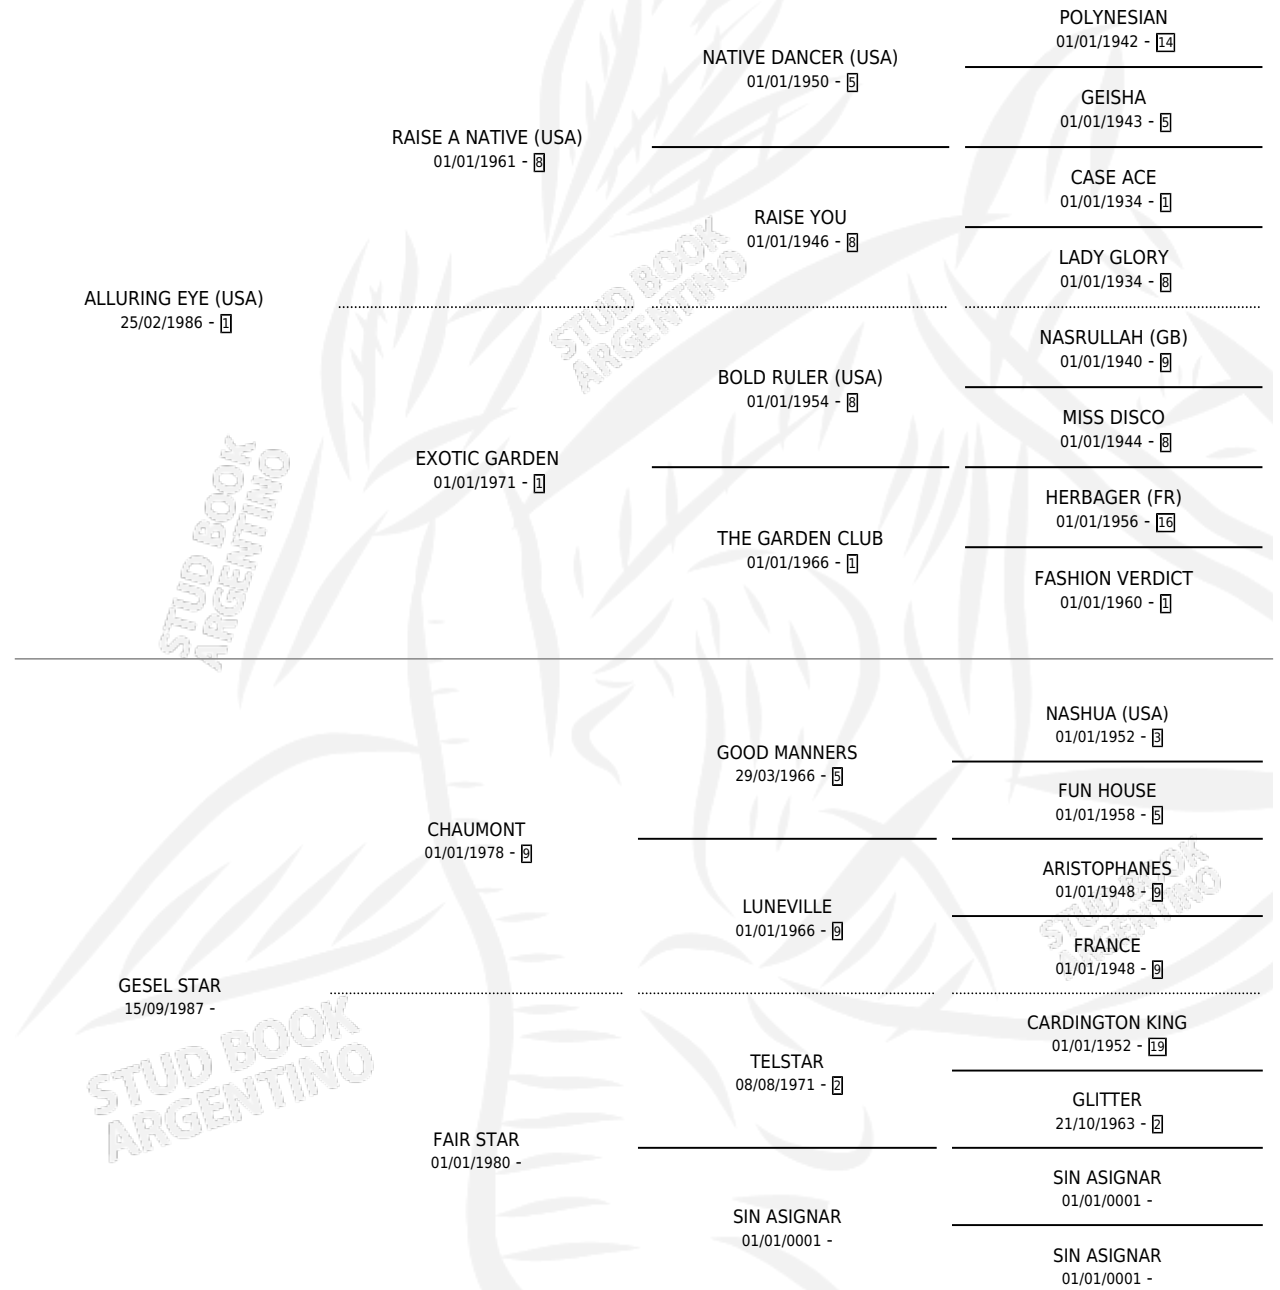 POLYNESIAN
01/01/1942 - 14
NATIVE DANCER (USA)
01/01/1950 - 5
GEISHA
01/01/1943 - 5
RAISE A NATIVE (USA)
01/01/1961 - 8
CASE ACE
01/01/1934 - 1
RAISE YOU
01/01/1946 - 8
LADY GLORY
01/01/1934 - 8
ALLURING EYE (USA)
25/02/1986 - 1
STUD BOOK
ARGENTINO
NASRULLAH (GB)
01/01/1940 - 9
BOLD RULER (USA)
01/01/1954 - 8
MISS DISCO
01/01/1944 - 8
EXOTIC GARDEN
01/01/1971 - 1
HERBAGER (FR)
01/01/1956 - 16
THE GARDEN CLUB
01/01/1966 - 1
FASHION VERDICT
01/01/1960 - 1
STUD BOOK
ARGENTINO
NASHUA (USA)
01/01/1952 - 3
GOOD MANNERS
29/03/1966 - 5
FUN HOUSE
01/01/1958 - 5
CHAUMONT
01/01/1978 - 9
ARISTOPHANES
01/01/1948 - 9
LUNEVILLE
01/01/1966 - 9
FRANCE
01/01/1948 - 9
STUD BOOK
ARGENTINO
GESEL STAR
15/09/1987 -
CARDINGTON KING
01/01/1952 - 19
TELSTAR
08/08/1971 - 2
GLITTER
21/10/1963 - 2
STUD BOOK
ARGENTINO
FAIR STAR
01/01/1980 -
SIN ASIGNAR
01/01/0001 -
SIN ASIGNAR
01/01/0001 -
SIN ASIGNAR
01/01/0001 -